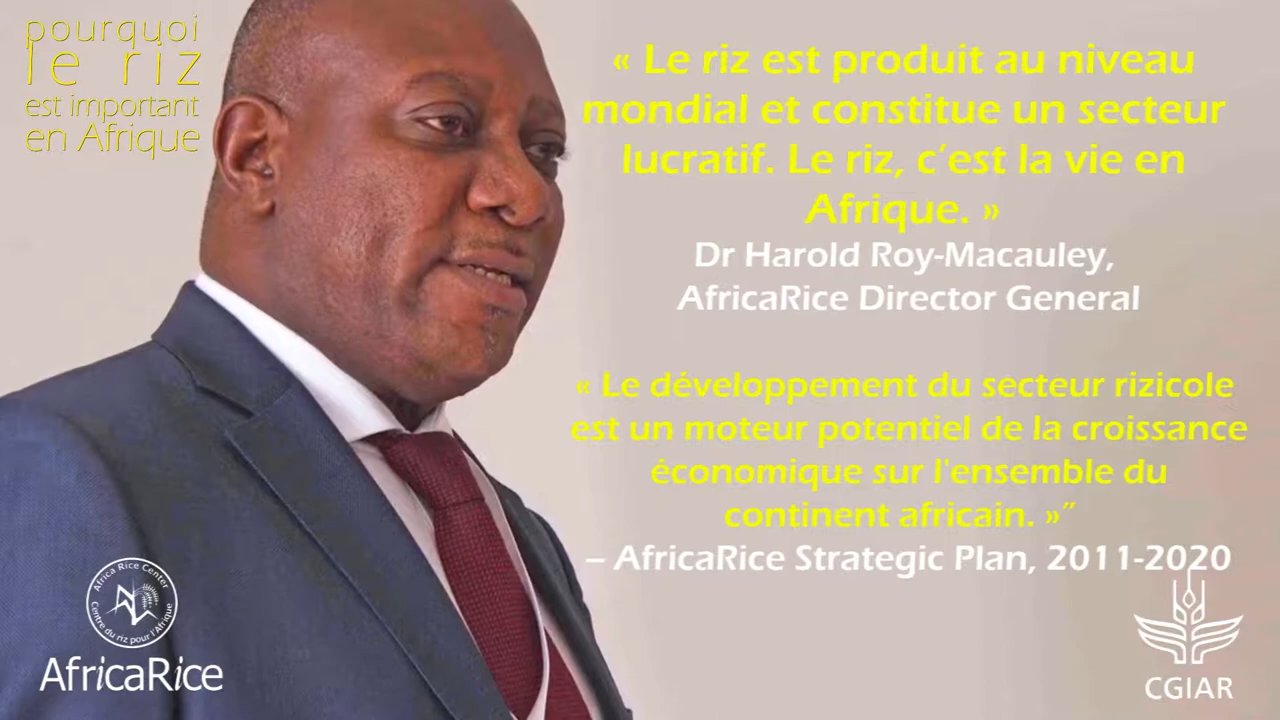 pourquoi
le riz
est important
en Afrique
« Le riz est produit au niveau
mondial et constitue un secteur
lucratif. Le riz, c’est la vie en
Afrique. »
Dr Harold Roy-Macauley,
AfricaRice Director General
« Le développement du secteur rizicole
est un moteur potentiel de la croissance
économique sur l'ensemble du
continent africain. »”
– AfricaRice Strategic Plan, 2011-2020
Africa Rice Center
Centre du riz pour l'Afrique
AfricaRice
CGIAR